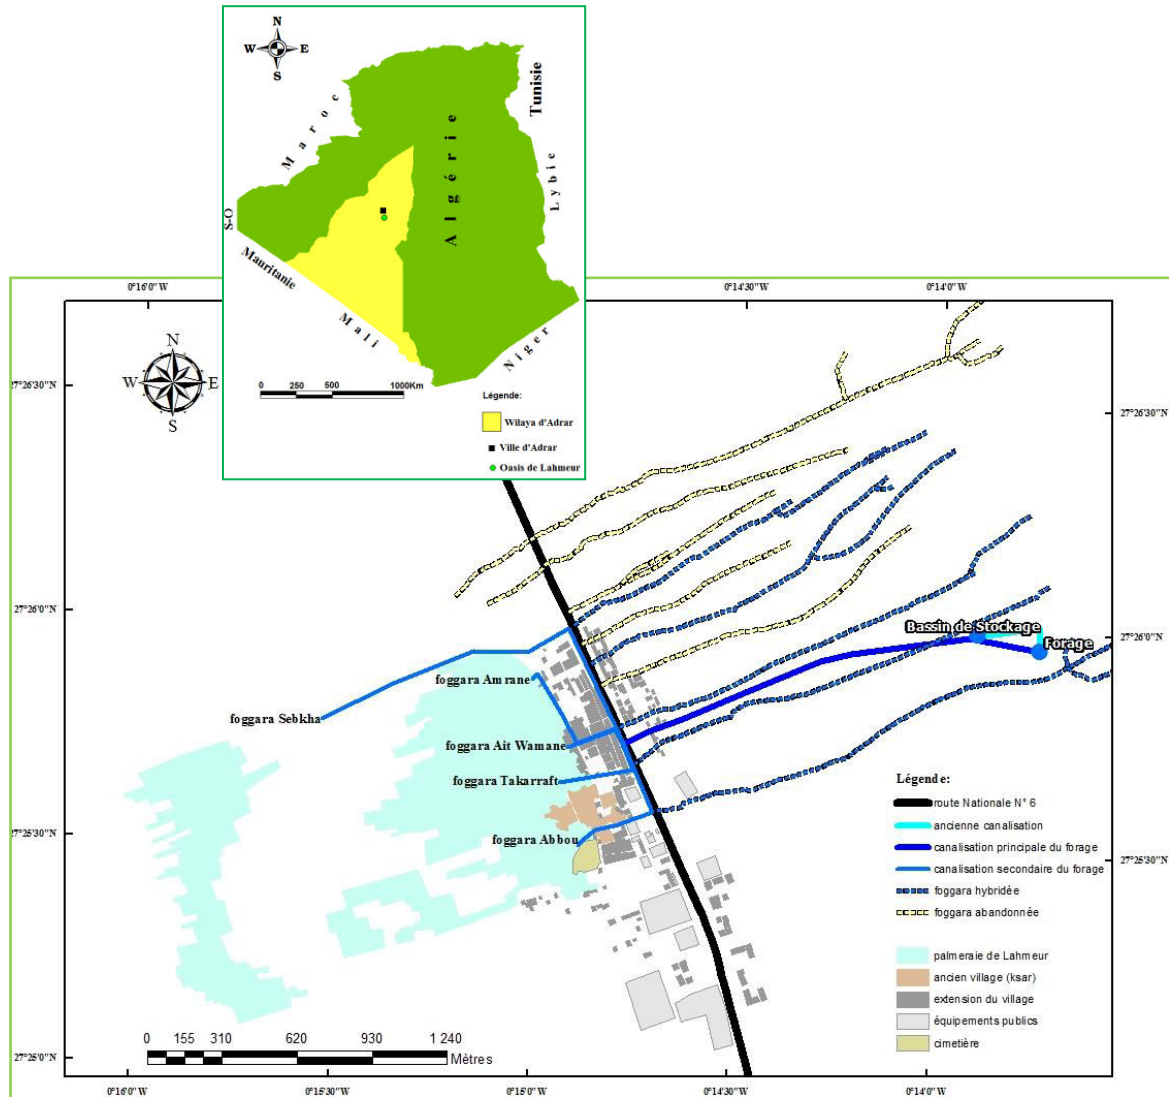 N
W E
S
Maroc
Algérie
Tunisie
Lybie
S-O
Mauritanie
Mali
Niger
0 250 500 1000Km
Légende:
Wilaya d'Adrar
Ville d'Adrar
Oasis de Lahmeur
0°16'0"W 0°14'30"W 0°14'0"W
N
W E
S
27°26'30"N 27°26'30"N
27°26'0"N 27°26'0"N
27°25'30"N 27°25'30"N
27°25'0"N 27°25'0"N
Bassin de Stockage
Forage
foggara Amrane
foggara Sebkha
foggara Ait Wamane
foggara Takarraft
foggara Abbou
Légende:
route Nationale N° 6
ancienne canalisation
canalisation principale du forage
canalisation secondaire du forage
foggara hybridée
foggara abandonnée
palmeraie de Lahmeur
ancien village (ksar)
extension du village
équipements publics
cimetière
0 155 310 620 930 1 240
Mètres
0°16'0"W 0°15'30"W 0°15'0"W 0°14'30"W 0°14'0"W